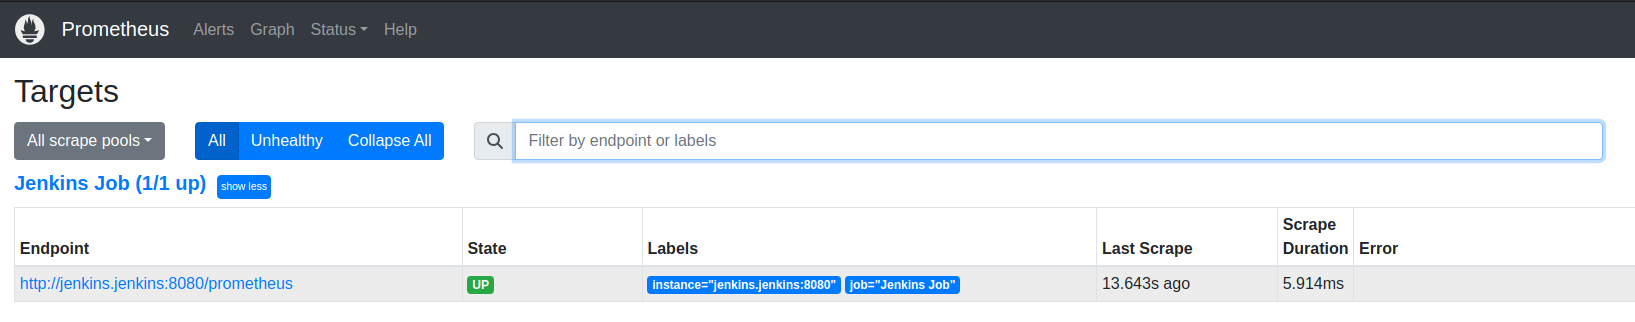 Prometheus Alerts Graph Status Help
Targets
All scrape pools All Unhealthy Collapse All Filter by endpoint or labels
Jenkins Job (1/1 up) show less
Endpoint State Labels Last Scrape Scrape Duration Error
http://jenkins.jenkins:8080/prometheus UP instance="jenkins.jenkins:8080" job="Jenkins Job" 13.643s ago 5.914ms